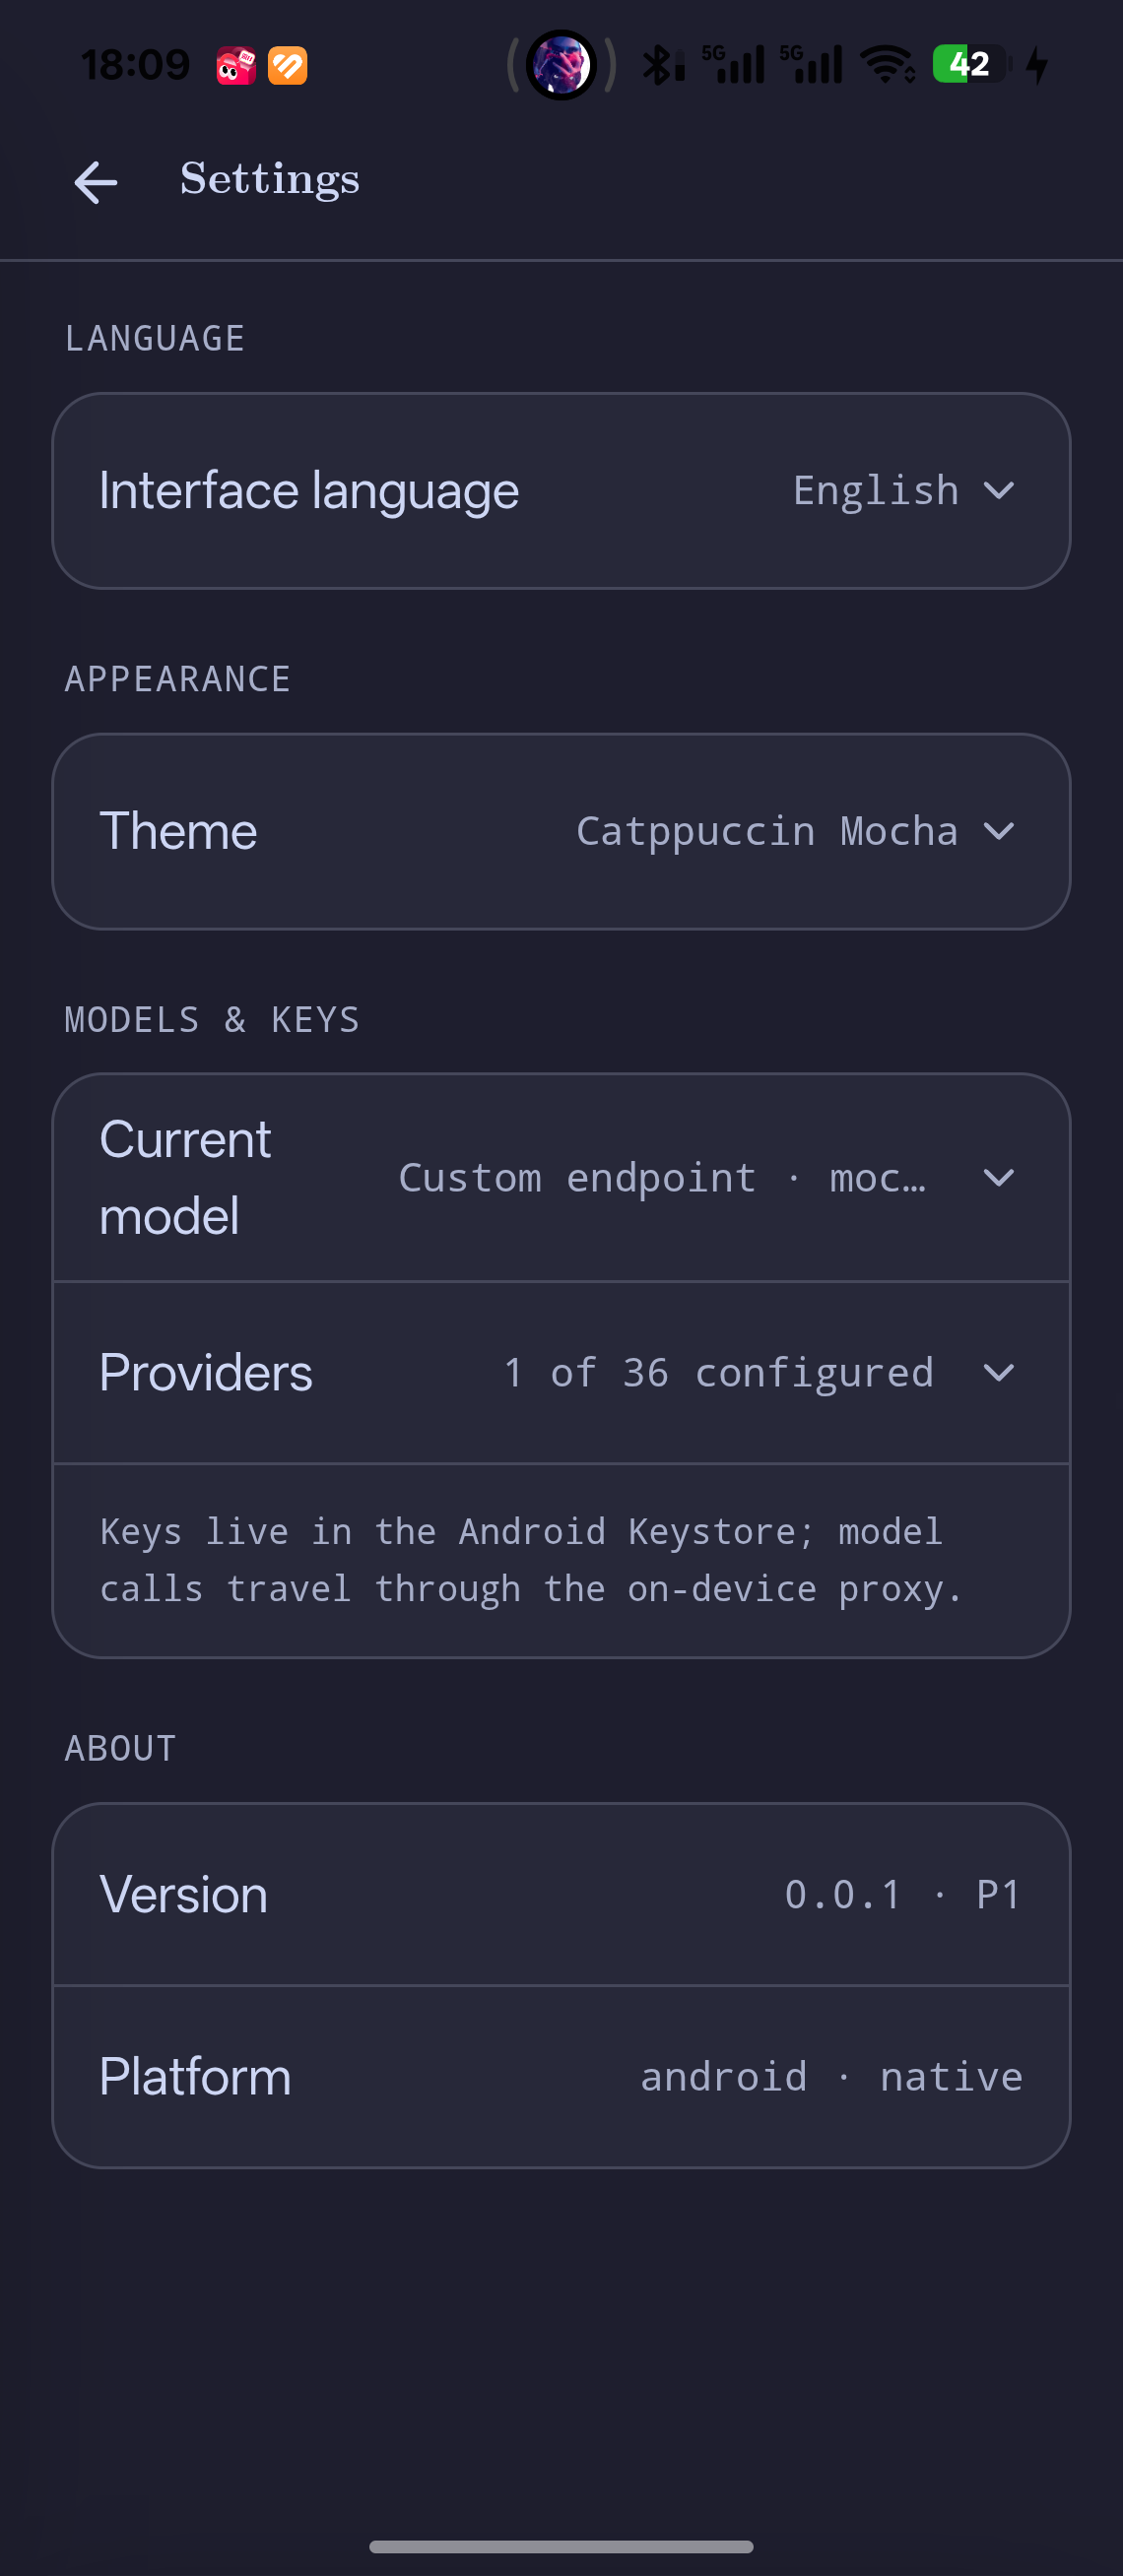 18:09
5G 5G 42
Settings
LANGUAGE
Interface language English
APPEARANCE
Theme Catppuccin Mocha
MODELS & KEYS
Current
model
Custom endpoint · moc…
Providers 1 of 36 configured
Keys live in the Android Keystore; model
calls travel through the on-device proxy.
ABOUT
Version 0.0.1 · P1
Platform android · native